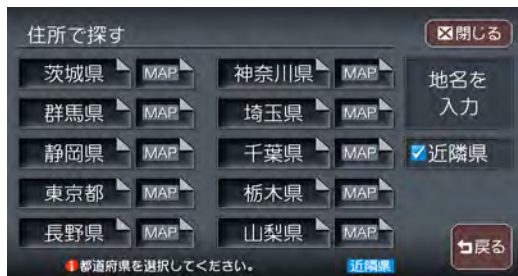 住所で探す
閉じる
茨城県 MAP 神奈川県 MAP
群馬県 MAP 埼玉県 MAP
静岡県 MAP 千葉県 MAP
東京都 MAP 栃木県 MAP
長野県 MAP 山梨県 MAP
地名を
入力
近隣県
戻る
都道府県を選択してください。
近隣県